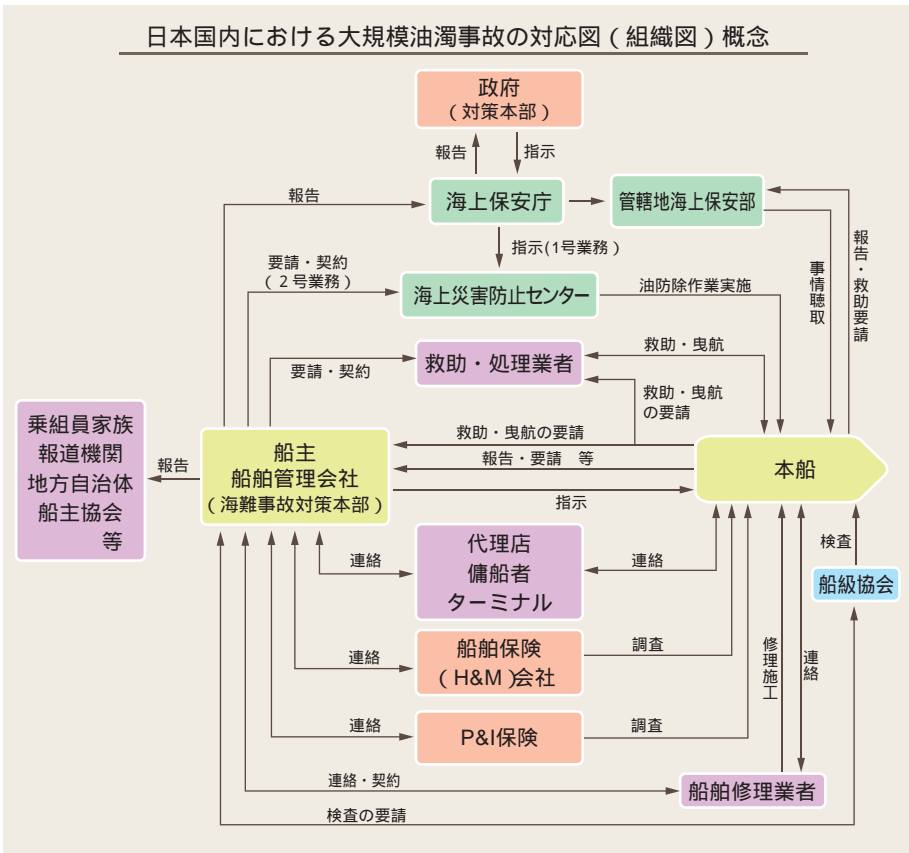 日本国内における大規模油濁事故の対応図(組織図)概念
政府
(対策本部)
報告
指示
報告
海上保安庁
管轄地海上保安部
指示(1号業務)
要請・契約
(2号業務)
海上災害防止センター
油防除作業実施
事情聴取
報告・救助要請
要請・契約
救助・処理業者
救助・曳航
救助・曳航
の要請
乗組員家族
報道機関
地方自治体
船主協会
等
報告
船主
船舶管理会社
(海難事故対策本部)
救助・曳航の要請
報告・要請 等
指示
本船
連絡
代理店
傭船者
ターミナル
連絡
検査
船級協会
連絡
船舶保険
(H&M)会社
調査
修理施工
連絡
連絡
P&I保険
調査
連絡・契約
船舶修理業者
検査の要請